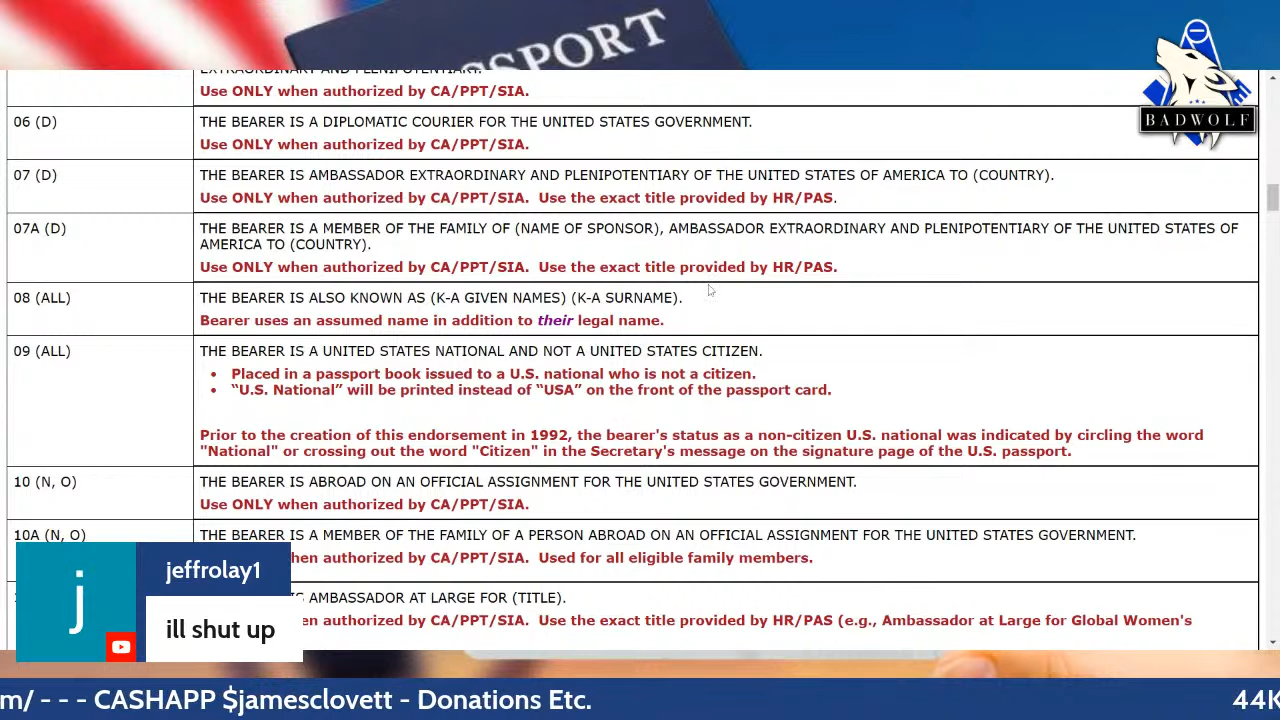 SSPORT
BADWOLF
EXTRAORDINARY AND PLENIPOTENTIARY.
Use ONLY when authorized by CA/PPT/SIA.
06 (D)
THE BEARER IS A DIPLOMATIC COURIER FOR THE UNITED STATES GOVERNMENT.
Use ONLY when authorized by CA/PPT/SIA.
07 (D)
THE BEARER IS AMBASSADOR EXTRAORDINARY AND PLENIPOTENTIARY OF THE UNITED STATES OF AMERICA TO (COUNTRY).
Use ONLY when authorized by CA/PPT/SIA.  Use the exact title provided by HR/PAS.
07A (D)
THE BEARER IS A MEMBER OF THE FAMILY OF (NAME OF SPONSOR), AMBASSADOR EXTRAORDINARY AND PLENIPOTENTIARY OF THE UNITED STATES OF
AMERICA TO (COUNTRY).
Use ONLY when authorized by CA/PPT/SIA.  Use the exact title provided by HR/PAS.
08 (ALL)
THE BEARER IS ALSO KNOWN AS (K-A GIVEN NAMES) (K-A SURNAME).
Bearer uses an assumed name in addition to their legal name.
09 (ALL)
THE BEARER IS A UNITED STATES NATIONAL AND NOT A UNITED STATES CITIZEN.
• Placed in a passport book issued to a U.S. national who is not a citizen.
• “U.S. National” will be printed instead of “USA” on the front of the passport card.
Prior to the creation of this endorsement in 1992, the bearer's status as a non-citizen U.S. national was indicated by circling the word
"National" or crossing out the word "Citizen" in the Secretary's message on the signature page of the U.S. passport.
10 (N, O)
THE BEARER IS ABROAD ON AN OFFICIAL ASSIGNMENT FOR THE UNITED STATES GOVERNMENT.
Use ONLY when authorized by CA/PPT/SIA.
10A (N, O)
THE BEARER IS A MEMBER OF THE FAMILY OF A PERSON ABROAD ON AN OFFICIAL ASSIGNMENT FOR THE UNITED STATES GOVERNMENT.
hen authorized by CA/PPT/SIA.  Used for all eligible family members.
IS AMBASSADOR AT LARGE FOR (TITLE).
en authorized by CA/PPT/SIA.  Use the exact title provided by HR/PAS (e.g., Ambassador at Large for Global Women's
j
jeffrolay1
ill shut up
m/ - - - CASHAPP $jamesclovett - Donations Etc.
44K